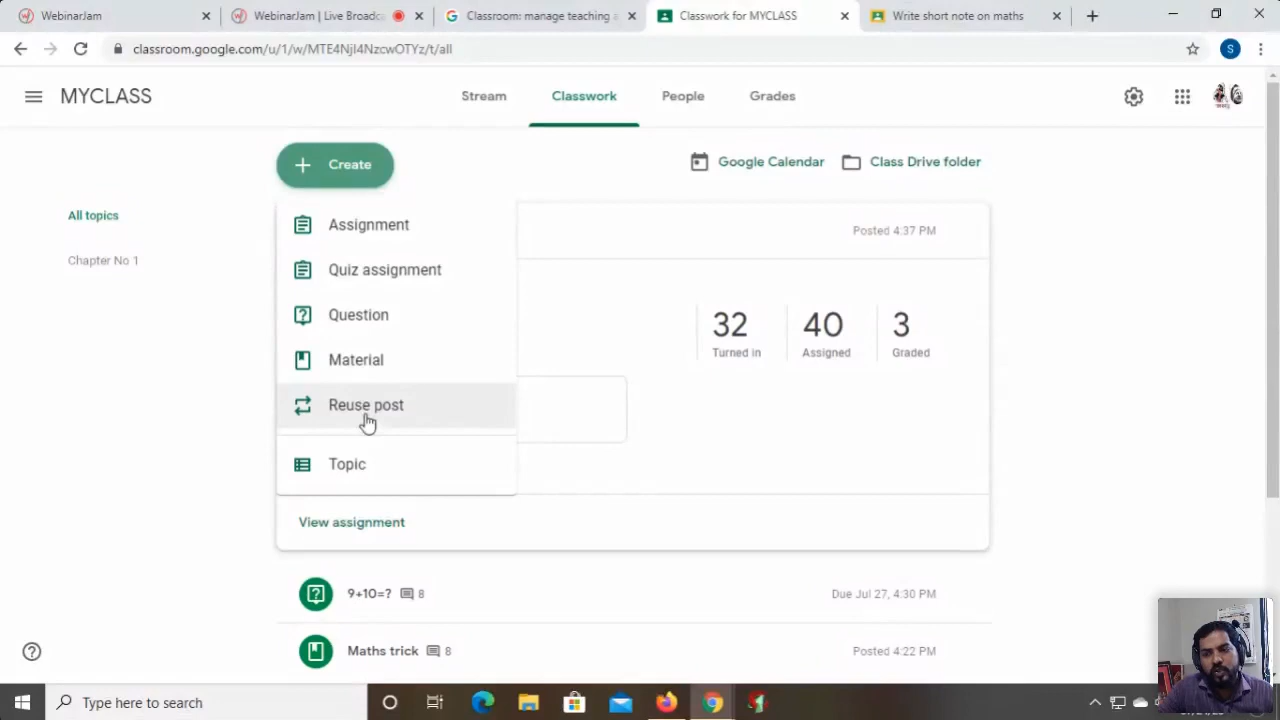 WebinarJam
WebinarJam | Live Broadca
Classroom: manage teaching a
Classwork for MYCLASS
Write short note on maths
classroom.google.com/u/1/w/MTE4NjI4NzcwOTYz/t/all
S
MYCLASS
Stream
Classwork
People
Grades
Create
Google Calendar
Class Drive folder
All topics
Chapter No 1
Assignment
Quiz assignment
Question
Material
Reuse post
Topic
Posted 4:37 PM
32
40
3
Turned in
Assigned
Graded
View assignment
9+10=?
8
Due Jul 27, 4:30 PM
Maths trick
8
Posted 4:22 PM
Type here to search